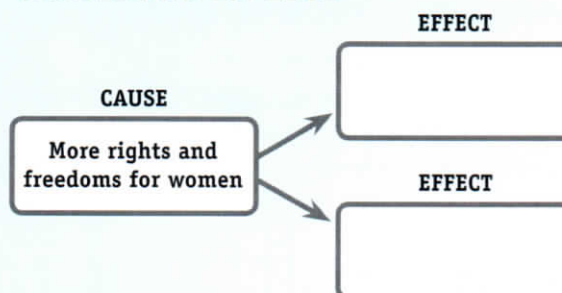 EFFECT
CAUSE
More rights and
freedoms for women
EFFECT